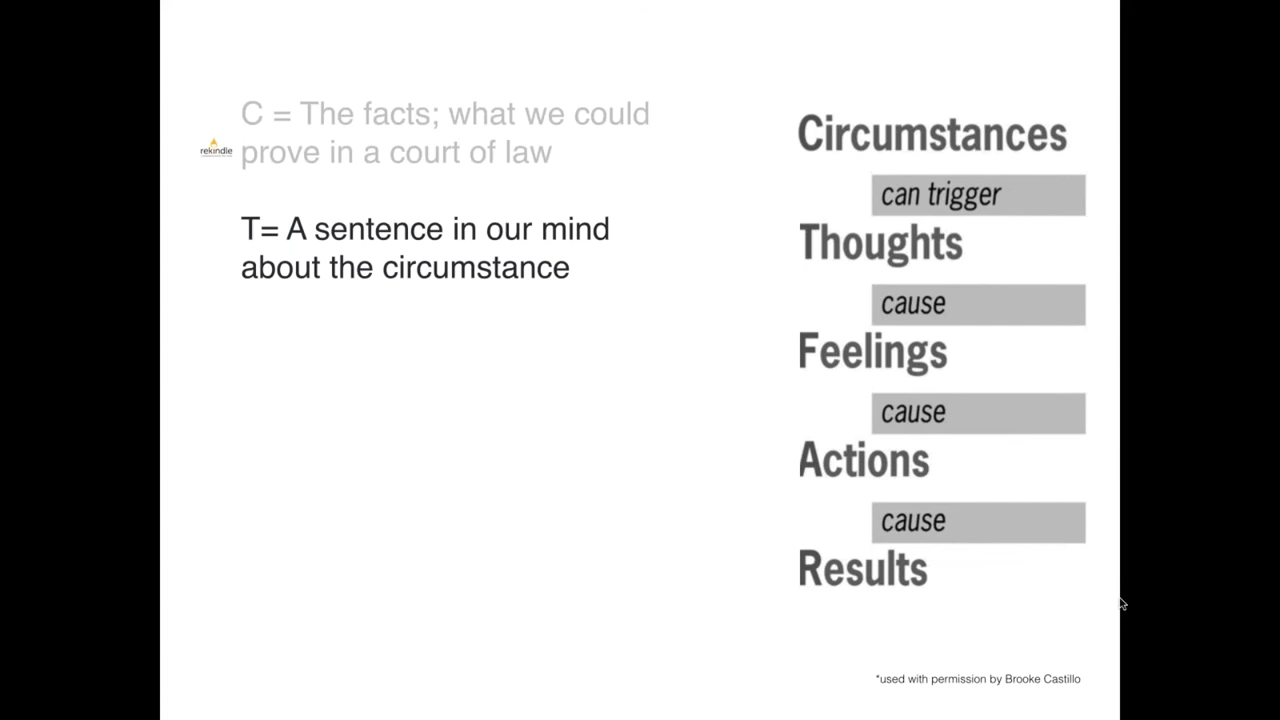 C = The facts; what we could
prove in a court of law
rekindle
T= A sentence in our mind
about the circumstance
Circumstances
can trigger
Thoughts
cause
Feelings
cause
Actions
cause
Results
*used with permission by Brooke Castillo